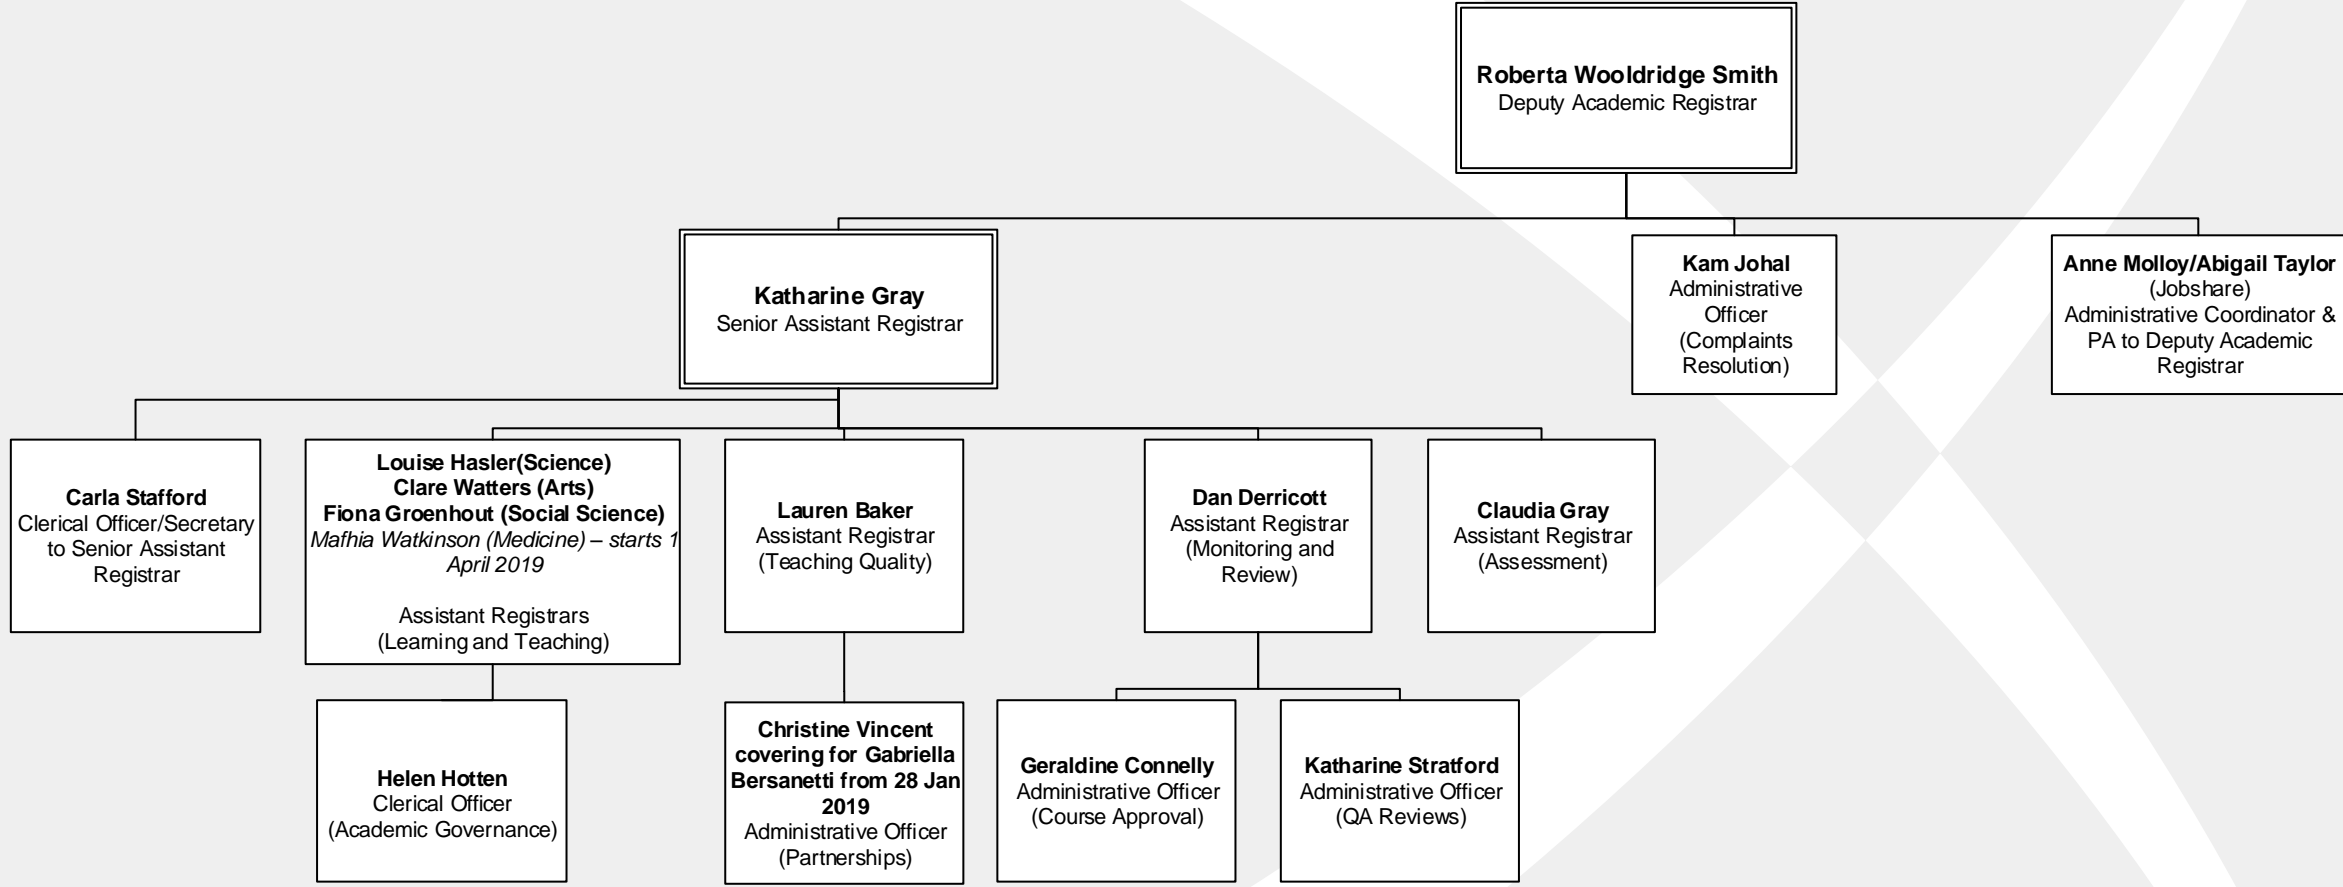 Roberta Wooldridge Smith
Deputy Academic Registrar
Katharine Gray
Senior Assistant Registrar
Kam Johal
Administrative
Officer
(Complaints
Resolution)
Anne Molloy/Abigail Taylor
(Jobshare)
Administrative Coordinator &
PA to Deputy Academic
Registrar
Carla Stafford
Clerical Officer/Secretary
to Senior Assistant
Registrar
Louise Hasler(Science)
Clare Watters (Arts)
Fiona Groenhout (Social Science)
Mafhia Watkinson (Medicine) – starts 1
April 2019
Assistant Registrars
(Learning and Teaching)
Lauren Baker
Assistant Registrar
(Teaching Quality)
Dan Derricott
Assistant Registrar
(Monitoring and
Review)
Claudia Gray
Assistant Registrar
(Assessment)
Helen Hotten
Clerical Officer
(Academic Governance)
Christine Vincent
covering for Gabriella
Bersanetti from 28 Jan
2019
Administrative Officer
(Partnerships)
Geraldine Connelly
Administrative Officer
(Course Approval)
Katharine Stratford
Administrative Officer
(QA Reviews)